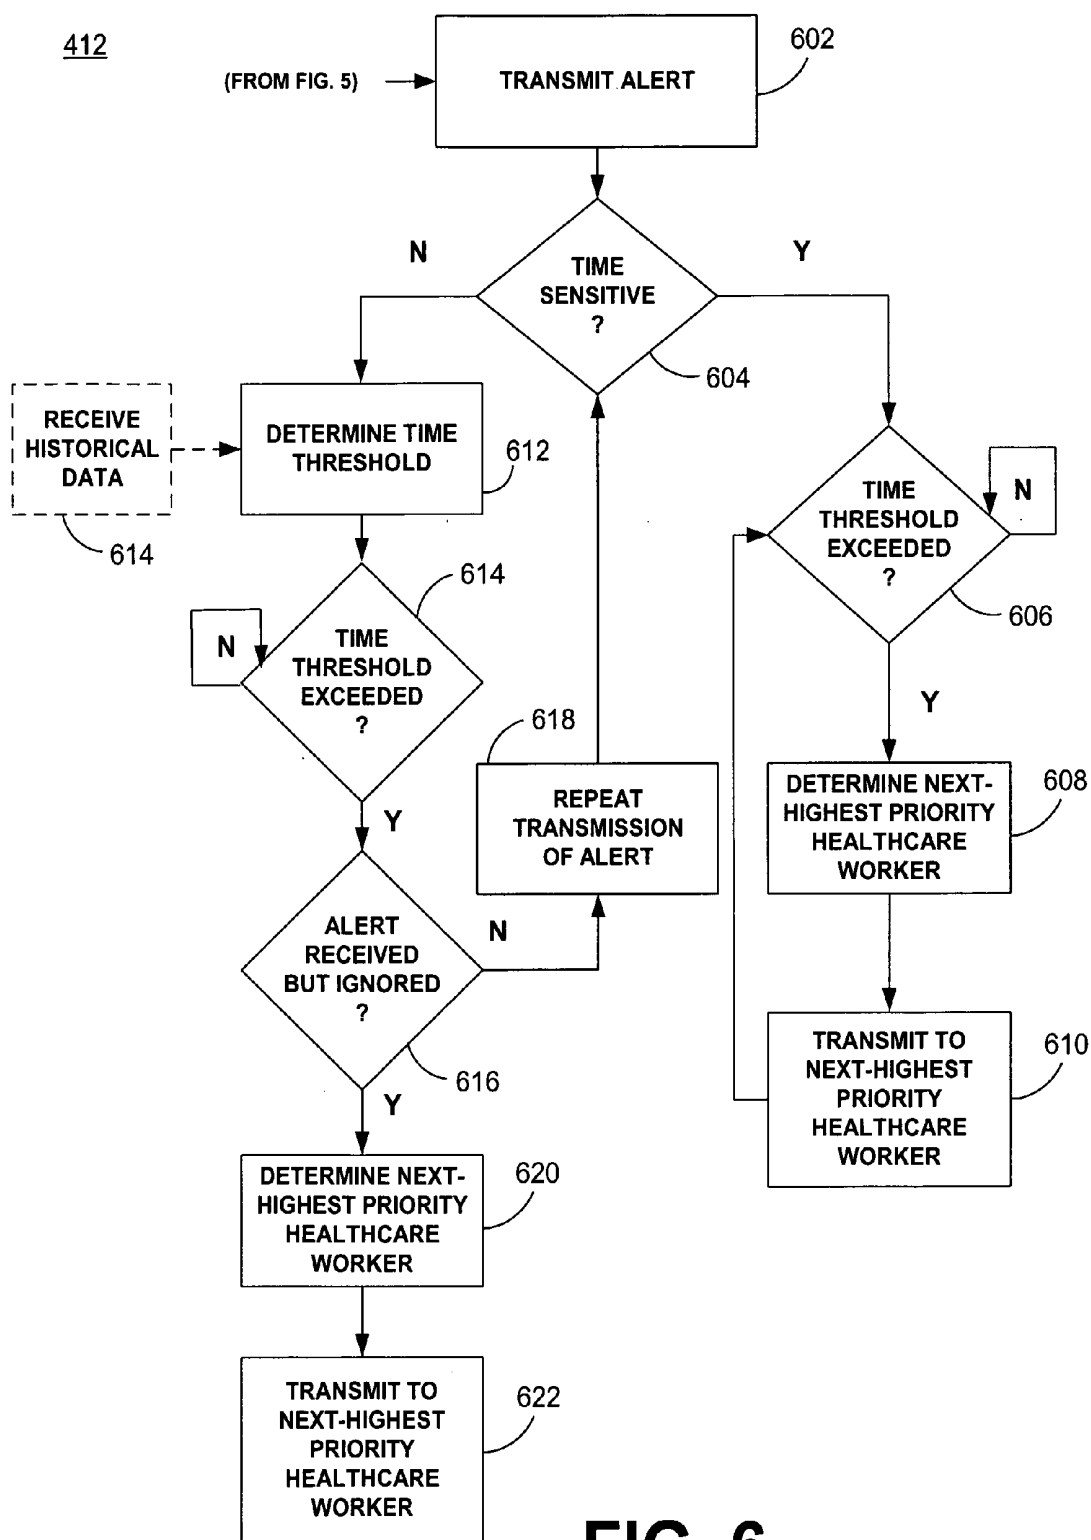 412
(FROM FIG. 5)
TRANSMIT ALERT
602
N
TIME
SENSITIVE
?
Y
604
RECEIVE
HISTORICAL
DATA
614
DETERMINE TIME
THRESHOLD
612
TIME
THRESHOLD
EXCEEDED
?
N
606
614
TIME
THRESHOLD
EXCEEDED
?
N
Y
Y
618
REPEAT
TRANSMISSION
OF ALERT
DETERMINE NEXT-
HIGHEST PRIORITY
HEALTHCARE
WORKER
608
ALERT
RECEIVED
BUT IGNORED
?
N
616
Y
TRANSMIT TO
NEXT-HIGHEST
PRIORITY
HEALTHCARE
WORKER
610
DETERMINE NEXT-
HIGHEST PRIORITY
HEALTHCARE
WORKER
620
TRANSMIT TO
NEXT-HIGHEST
PRIORITY
HEALTHCARE
WORKER
622
FIG. 6